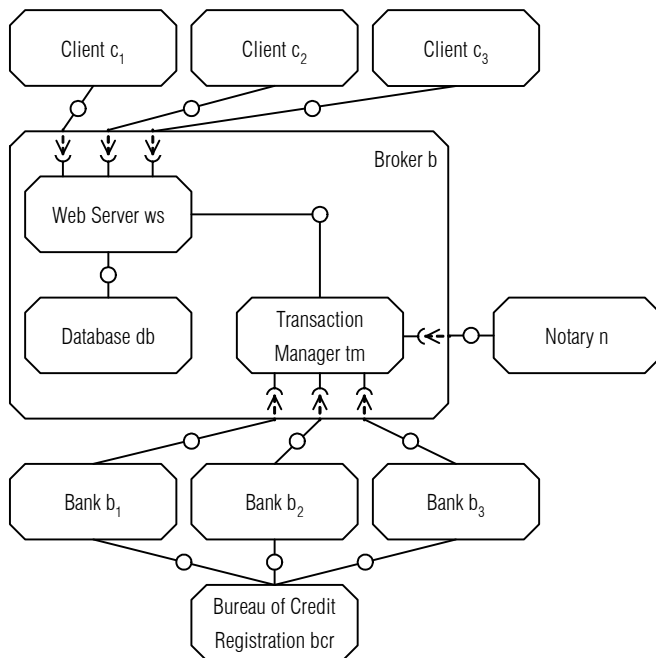 Client c₁
Client c₂
Client c₃
Broker b
Web Server ws
Database db
Transaction
Manager tm
Notary n
Bank b₁
Bank b₂
Bank b₃
Bureau of Credit
Registration bcr